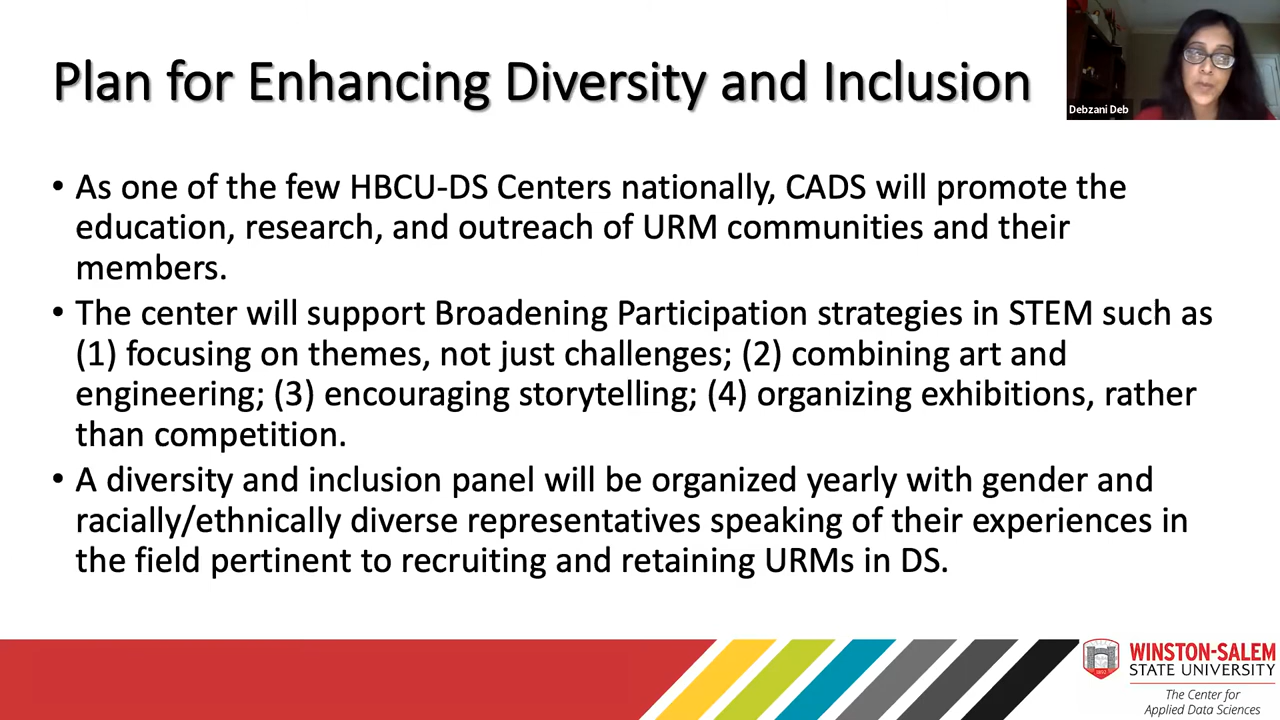 Plan for Enhancing Diversity and Inclusion
Debzani Deb
• As one of the few HBCU-DS Centers nationally, CADS will promote the
education, research, and outreach of URM communities and their
members.
• The center will support Broadening Participation strategies in STEM such as
(1) focusing on themes, not just challenges; (2) combining art and
engineering; (3) encouraging storytelling; (4) organizing exhibitions, rather
than competition.
• A diversity and inclusion panel will be organized yearly with gender and
racially/ethnically diverse representatives speaking of their experiences in
the field pertinent to recruiting and retaining URMs in DS.
1892
WINSTON-SALEM
STATE UNIVERSITY
The Center for
Applied Data Sciences